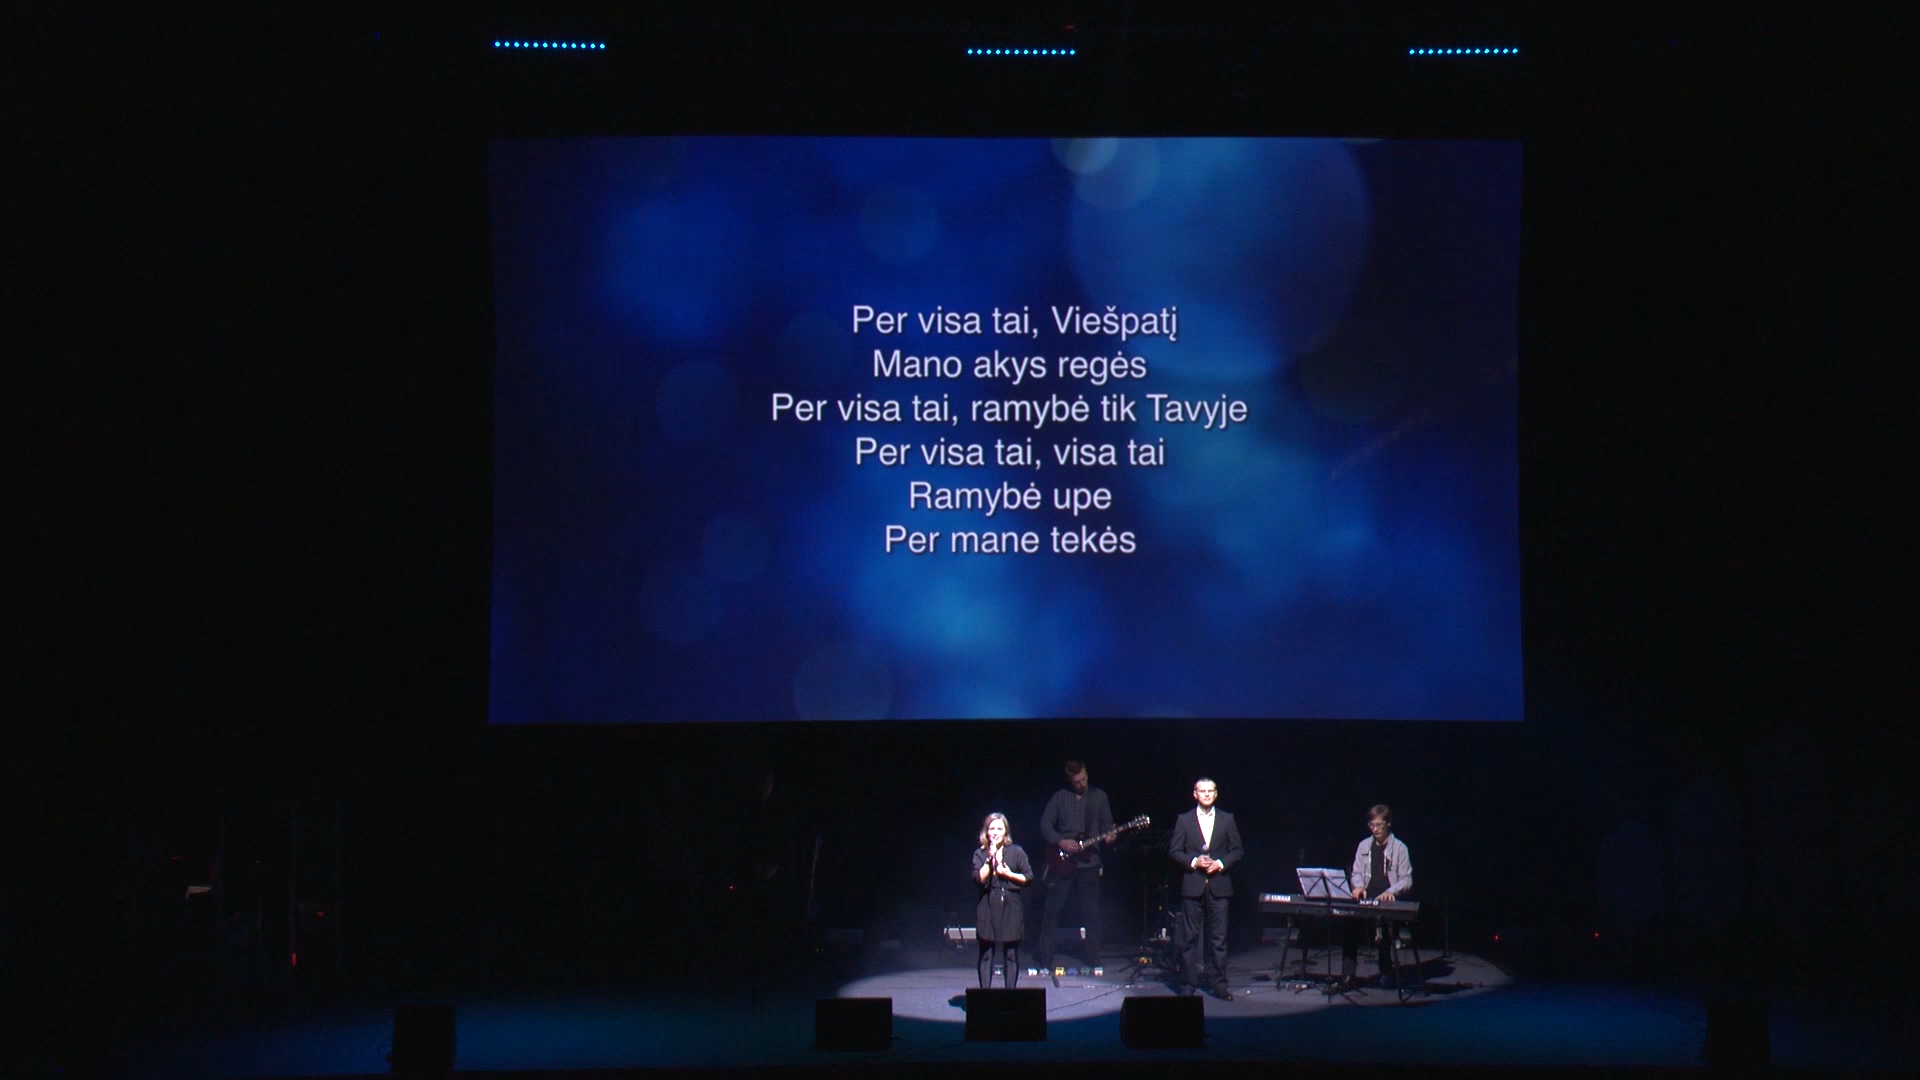 Per visa tai, Viešpatį
Mano akys regės
Per visa tai, ramybė tik Tavyje
Per visa tai, visa tai
Ramybė upe
Per mane tekės
YAMAHA